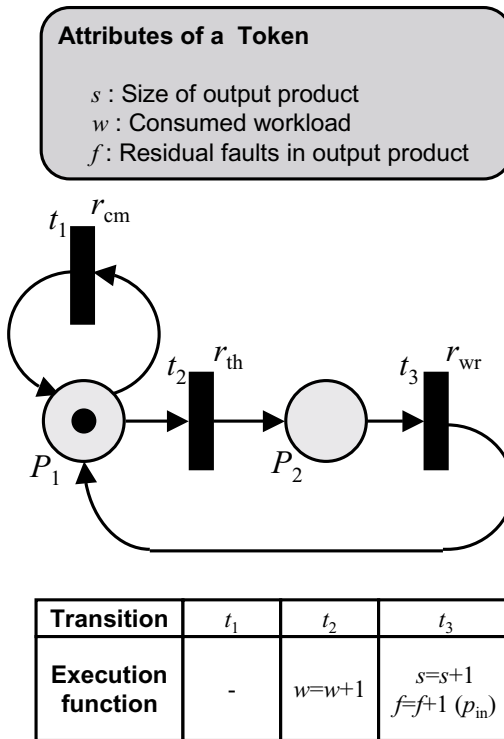 Attributes of a Token
s : Size of output product
w : Consumed workload
f : Residual faults in output product
t1 rcm
t2 rth
t3 rwr
P1
P2
Transition t1 t2 t3
Execution function - w=w+1 s=s+1 f=f+1 (pin)